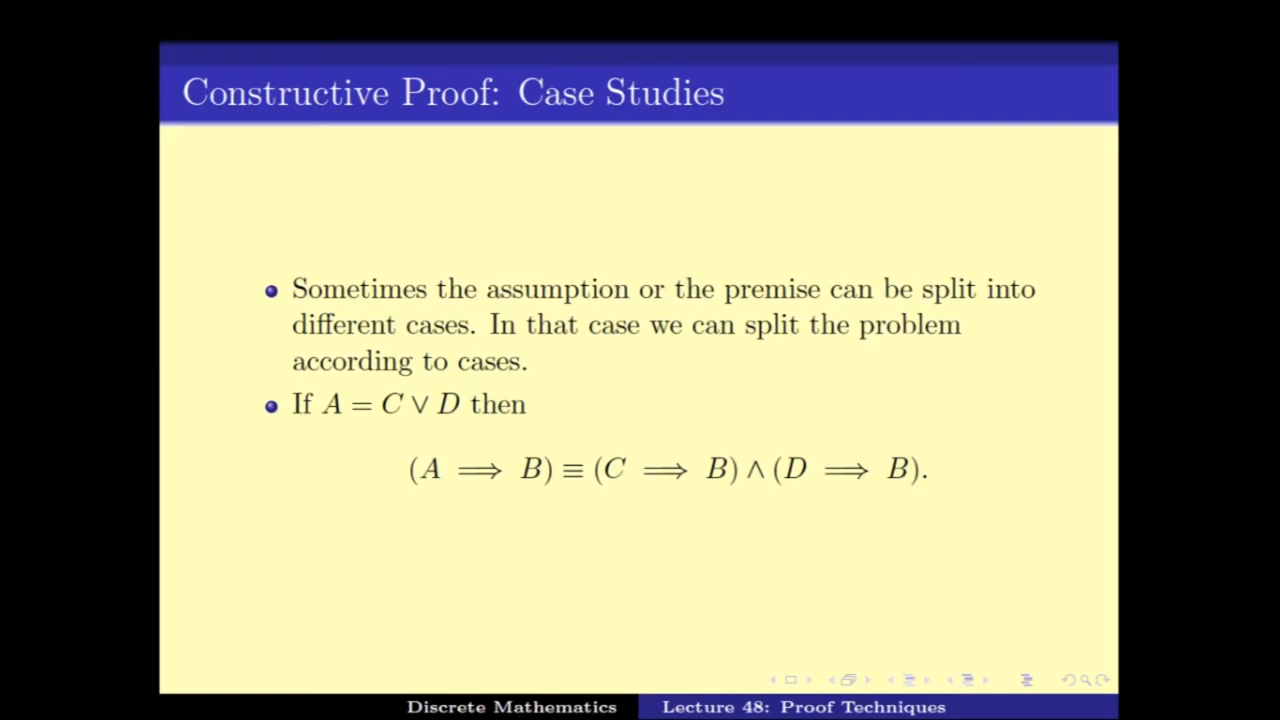 Constructive Proof: Case Studies
Sometimes the assumption or the premise can be split into
different cases. In that case we can split the problem
according to cases.
If A = C ∨ D then
(A ⟹ B) ≡ (C ⟹ B) ∧ (D ⟹ B).
Discrete Mathematics
Lecture 48: Proof Techniques